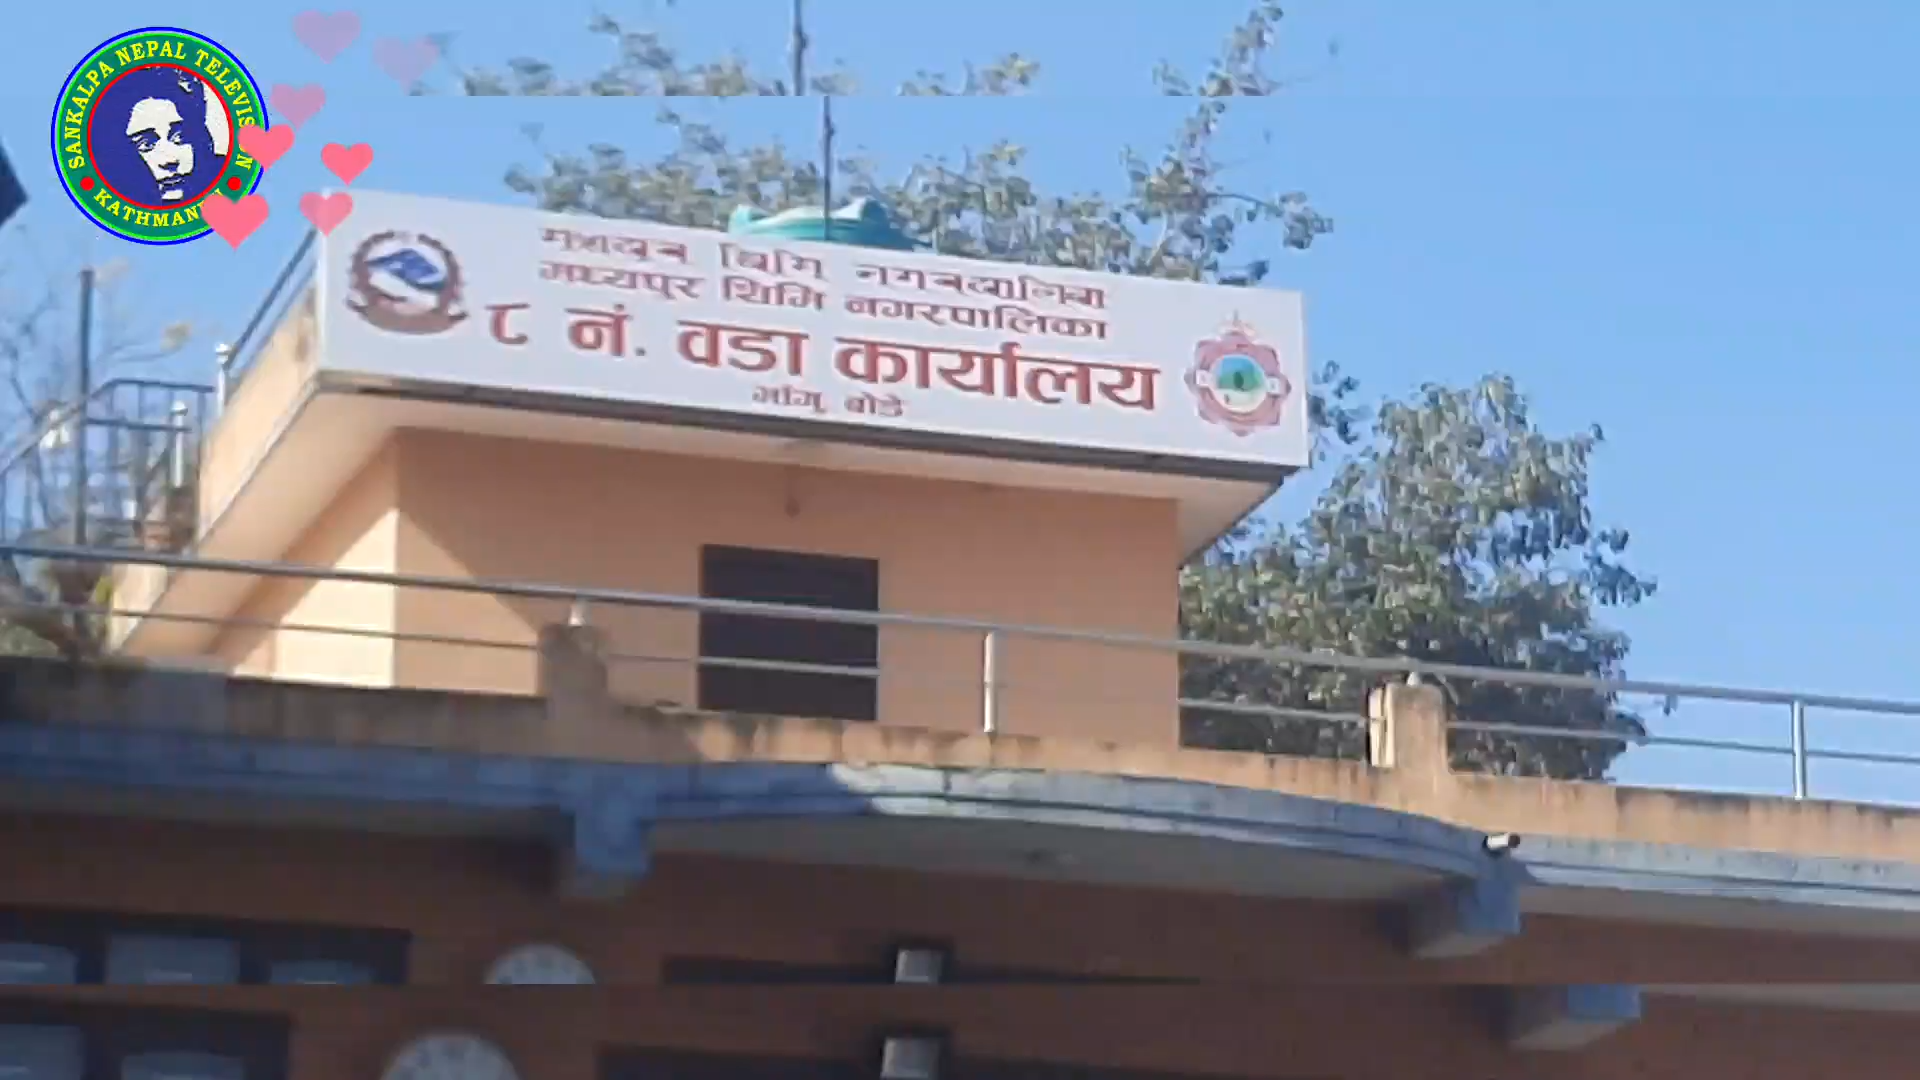 SANKALPA NEPAL TELEVISION
KATHMAN
मध्यपुर थिमि नगरपालिका
८ नं. वडा कार्यालय
बोडे